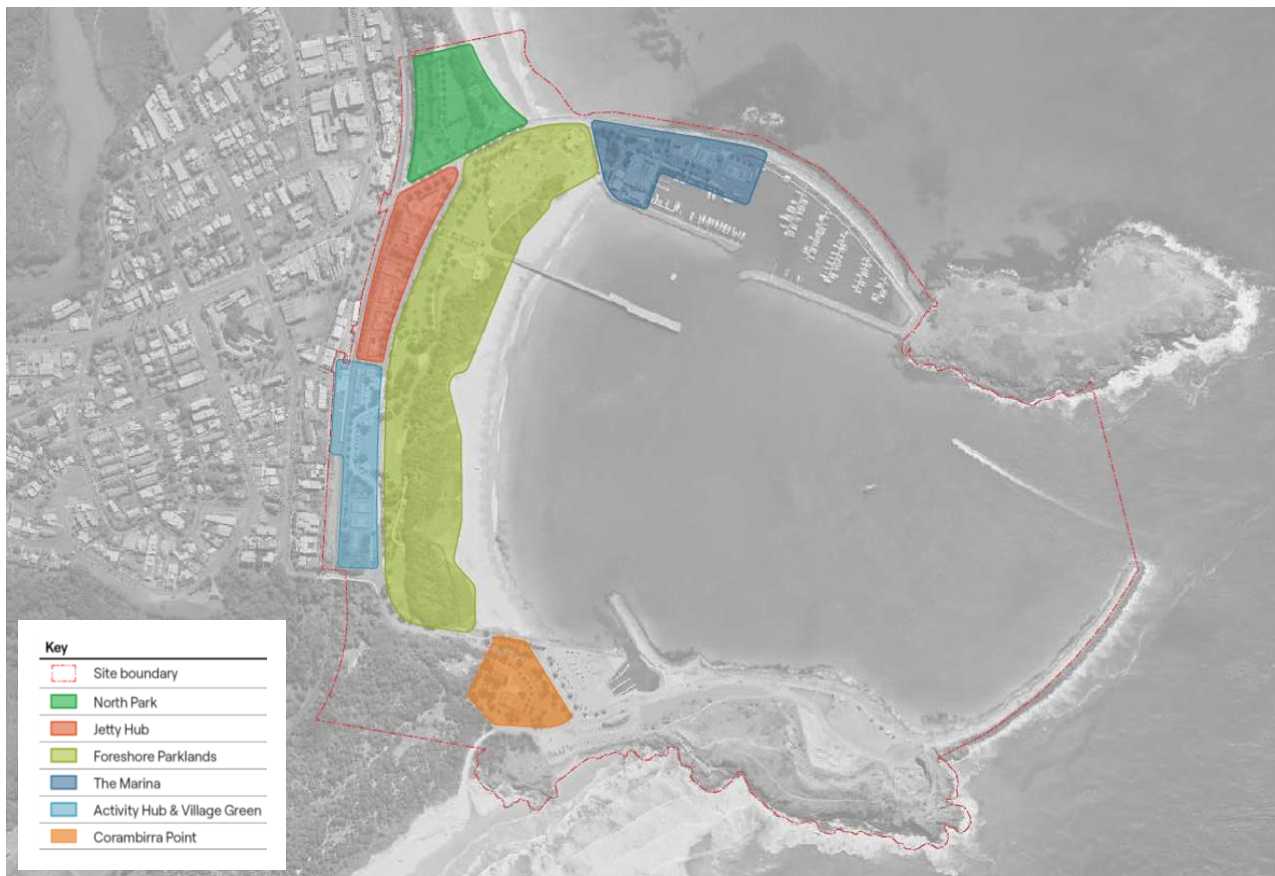 Key
Site boundary
North Park
Jetty Hub
Foreshore Parklands
The Marina
Activity Hub & Village Green
Corambirra Point